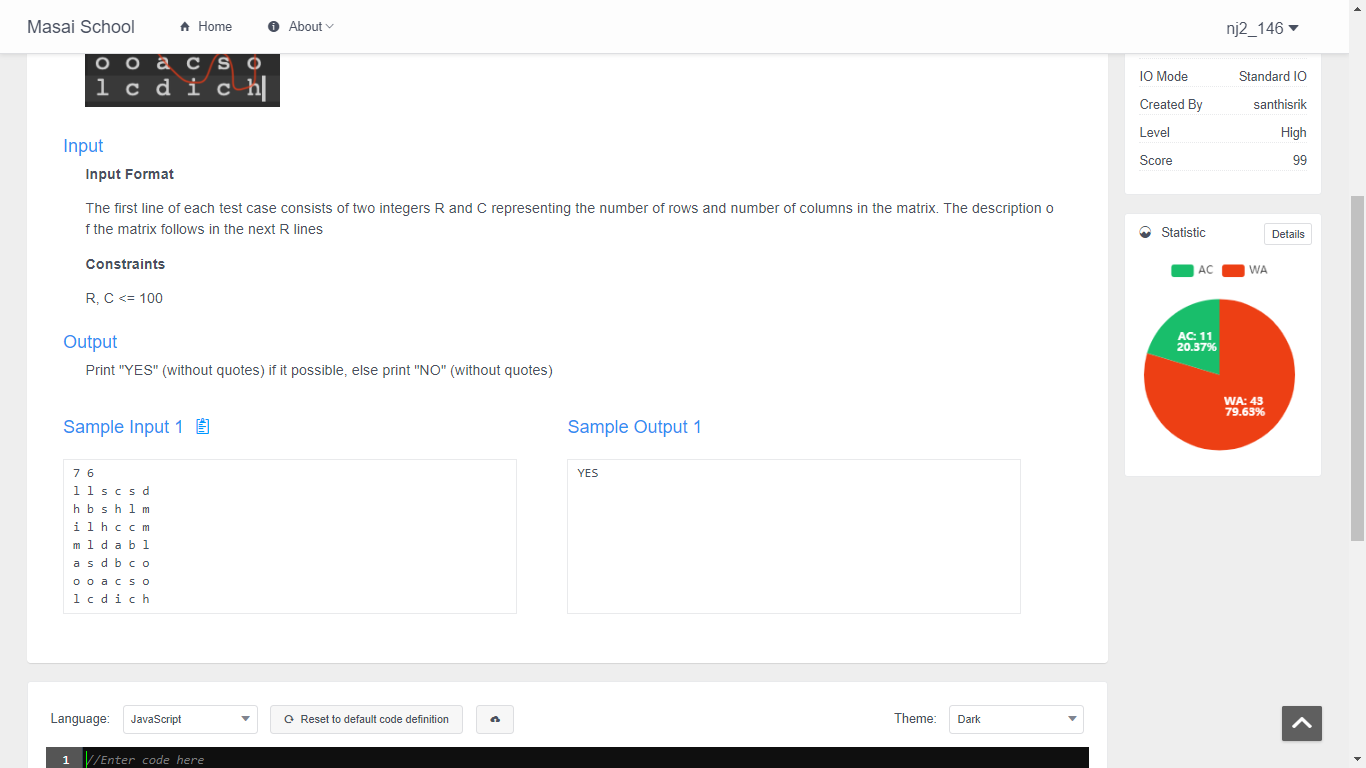 Masai School Home About nj2_146
o o a c s o
l c d i c h
IO Mode Standard IO
Created By santhisrik
Level High
Score 99
Input
Input Format
The first line of each test case consists of two integers R and C representing the number of rows and number of columns in the matrix. The description o
f the matrix follows in the next R lines
Constraints
R, C <= 100
Output
Print "YES" (without quotes) if it possible, else print "NO" (without quotes)
Statistic Details
AC WA
AC: 11
20.37%
WA: 43
79.63%
Sample Input 1
7 6
l l s c s d
h b s h l m
i l h c c m
m l d a b l
a s d b c o
o o a c s o
l c d i c h
Sample Output 1
YES
Language: JavaScript Reset to default code definition Theme: Dark
1 //Enter code here